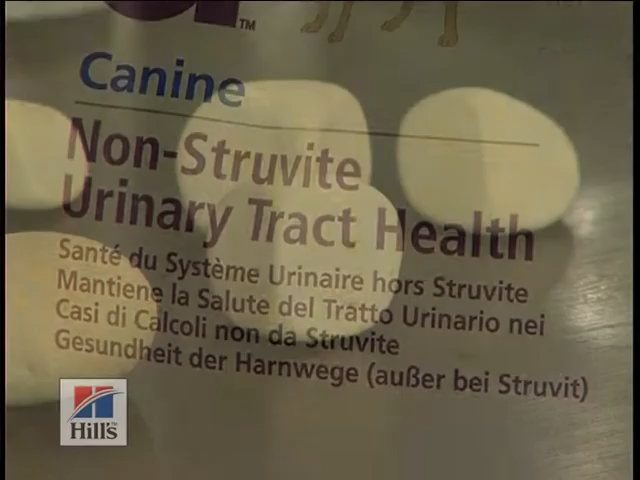 TM
Canine
Non-Struvite
Urinary Tract Health
Santé du Système Urinaire hors Struvite
Mantiene la Salute del Tratto Urinario nei
Casi di Calcoli non da Struvite
Gesundheit der Harnwege (außer bei Struvit)
Hill's